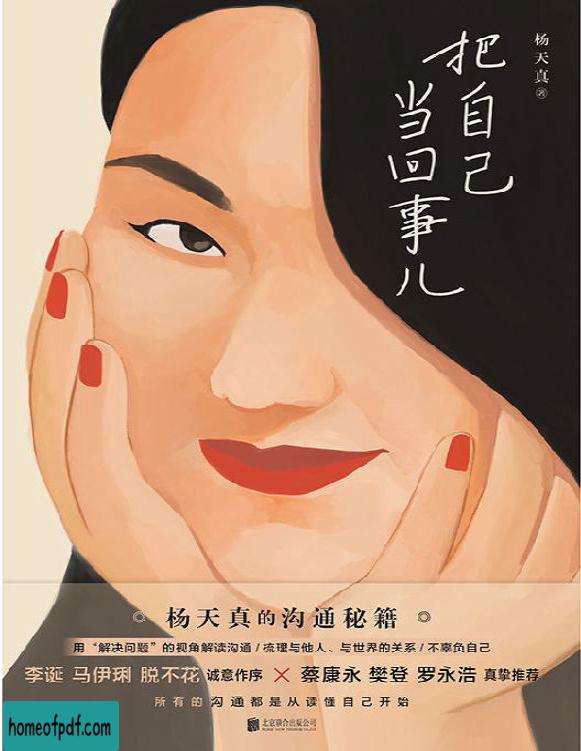 杨天真 著
把自己
当回事儿
杨天真的沟通秘籍
用“解决问题”的视角解读沟通/梳理与他人、与世界的关系/不辜负自己
李诞 马伊琍 脱不花 诚意作序 × 蔡康永 樊登 罗永浩 真挚推荐
所有的沟通都是从读懂自己开始
北京联合出版公司
homeofpdf.com